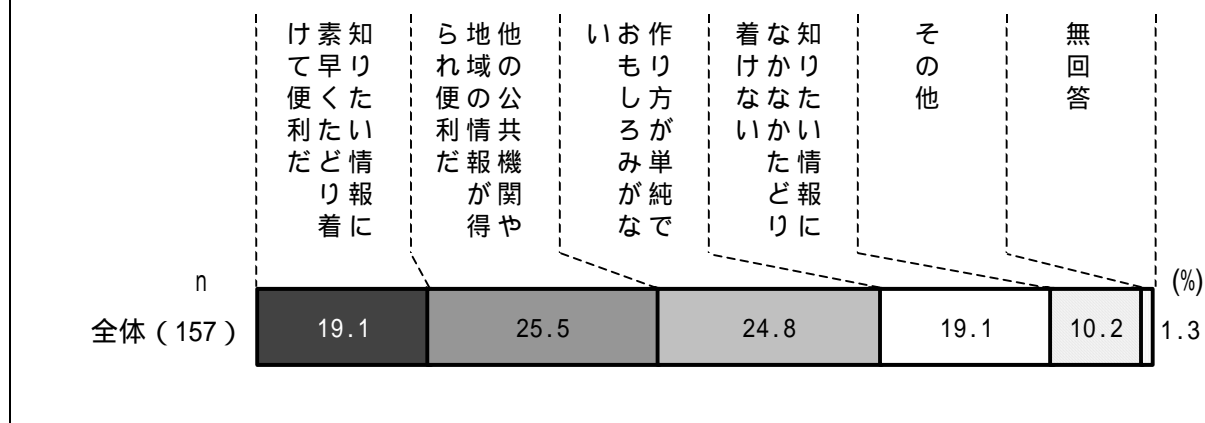 知りたい情報に
素早くたどり着
けて便利だ
他の公共機関や
地域の情報が得
られ便利だ
作り方が単純で
おもしろみがな
い
知りたい情報に
なかなかたどり
着けない
その他
無回答
n
(%)
全体（157）
19.1
25.5
24.8
19.1
10.2
1.3